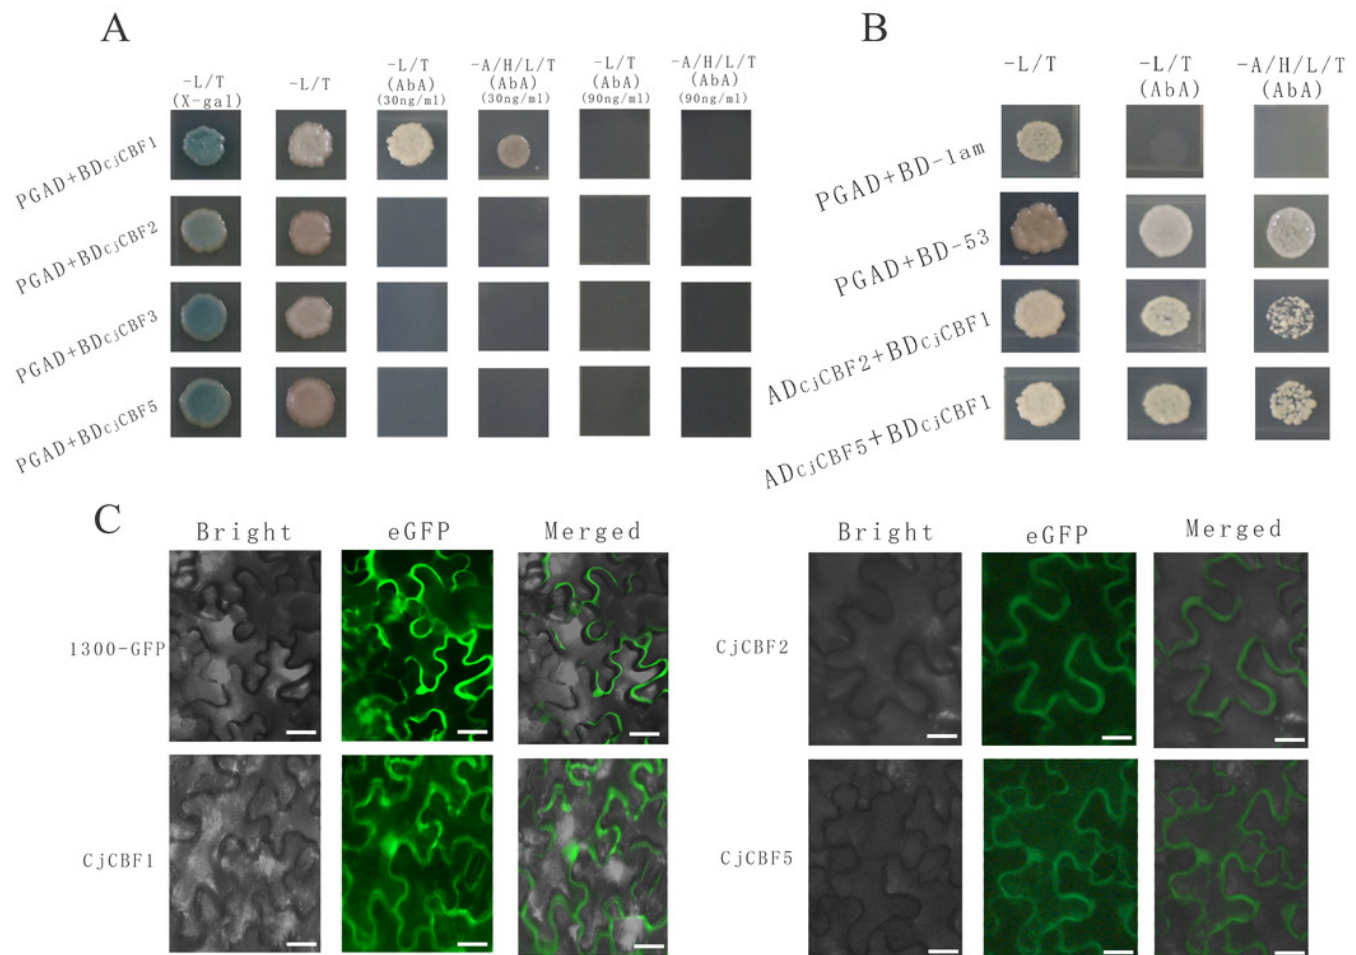 A
-L/T
(X-gal)
-L/T
-L/T
(AbA)
(30ng/ml)
-A/H/L/T
(AbA)
(30ng/ml)
-L/T
(AbA)
(90ng/ml)
-A/H/L/T
(AbA)
(90ng/ml)
PGAD+BDCjCBF1
PGAD+BDCjCBF2
PGAD+BDCjCBF3
PGAD+BDCjCBF5
B
-L/T
-L/T
(AbA)
-A/H/L/T
(AbA)
PGAD+BD-lam
PGAD+BD-53
ADCjCBF2+BDCjCBF1
ADCjCBF5+BDCjCBF1
C
Bright
eGFP
Merged
1300-GFP
CjCBF1
Bright
eGFP
Merged
CjCBF2
CjCBF5